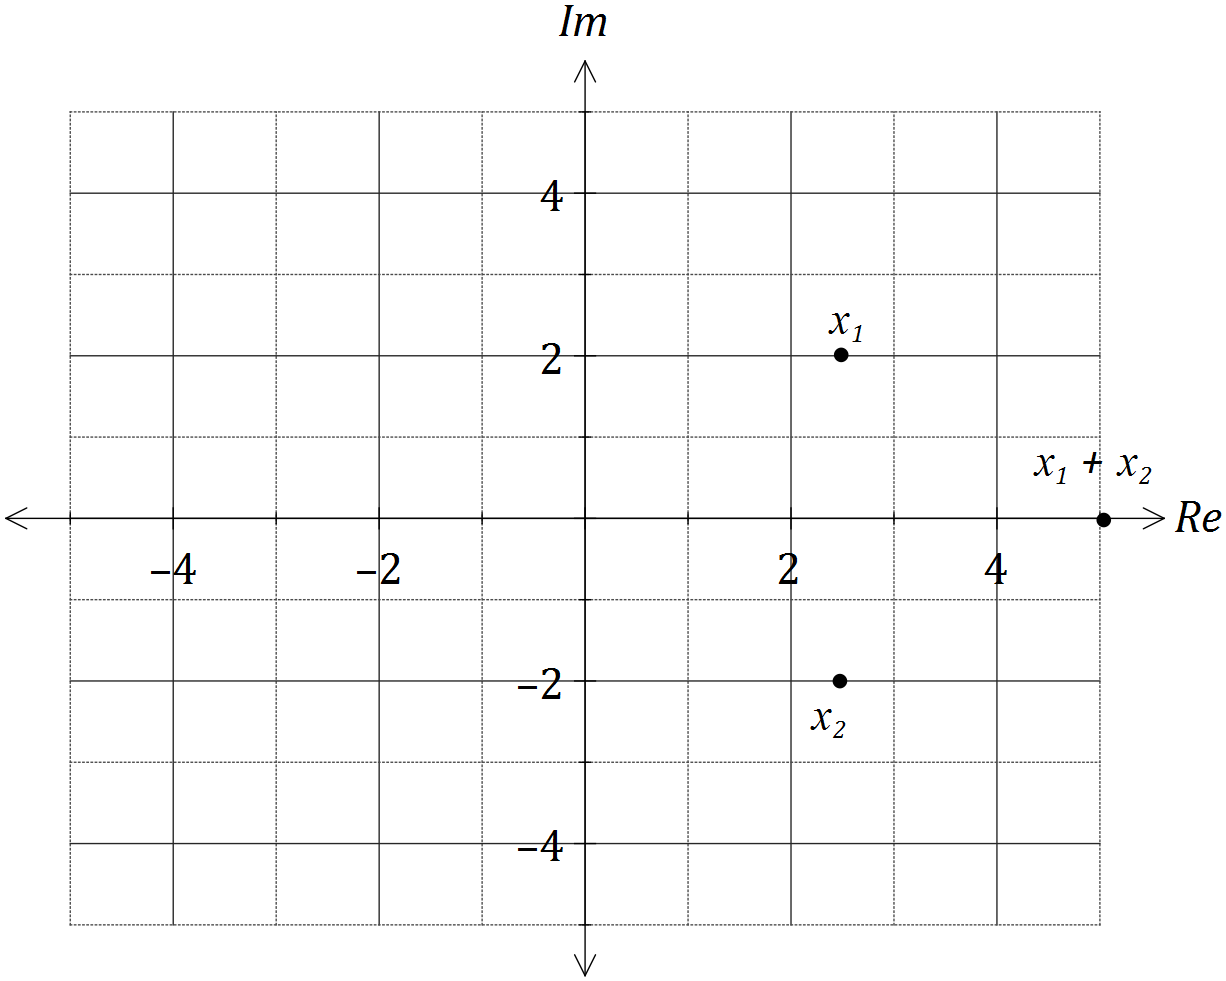 Im
4
x₁
2
x₁ + x₂
Re
–4 –2 2 4
–2
x₂
–4